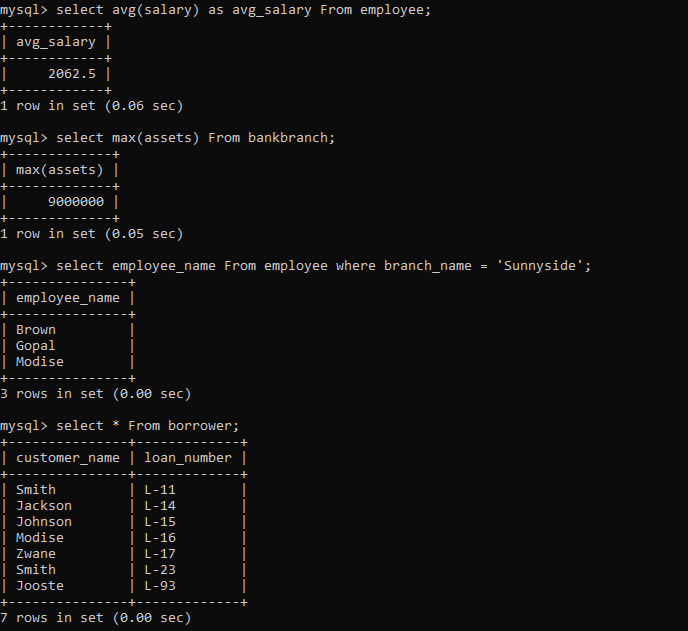 mysql> select avg(salary) as avg_salary From employee;
+------------+
| avg_salary |
+------------+
|     2062.5 |
+------------+
1 row in set (0.06 sec)

mysql> select max(assets) From bankbranch;
+-------------+
| max(assets) |
+-------------+
|     9000000 |
+-------------+
1 row in set (0.05 sec)

mysql> select employee_name From employee where branch_name = 'Sunnyside';
+---------------+
| employee_name |
+---------------+
| Brown         |
| Gopal         |
| Modise        |
+---------------+
3 rows in set (0.00 sec)

mysql> select * From borrower;
+---------------+-------------+
| customer_name | loan_number |
+---------------+-------------+
| Smith         | L-11        |
| Jackson       | L-14        |
| Johnson       | L-15        |
| Modise        | L-16        |
| Zwane         | L-17        |
| Smith         | L-23        |
| Jooste        | L-93        |
+---------------+-------------+
7 rows in set (0.00 sec)